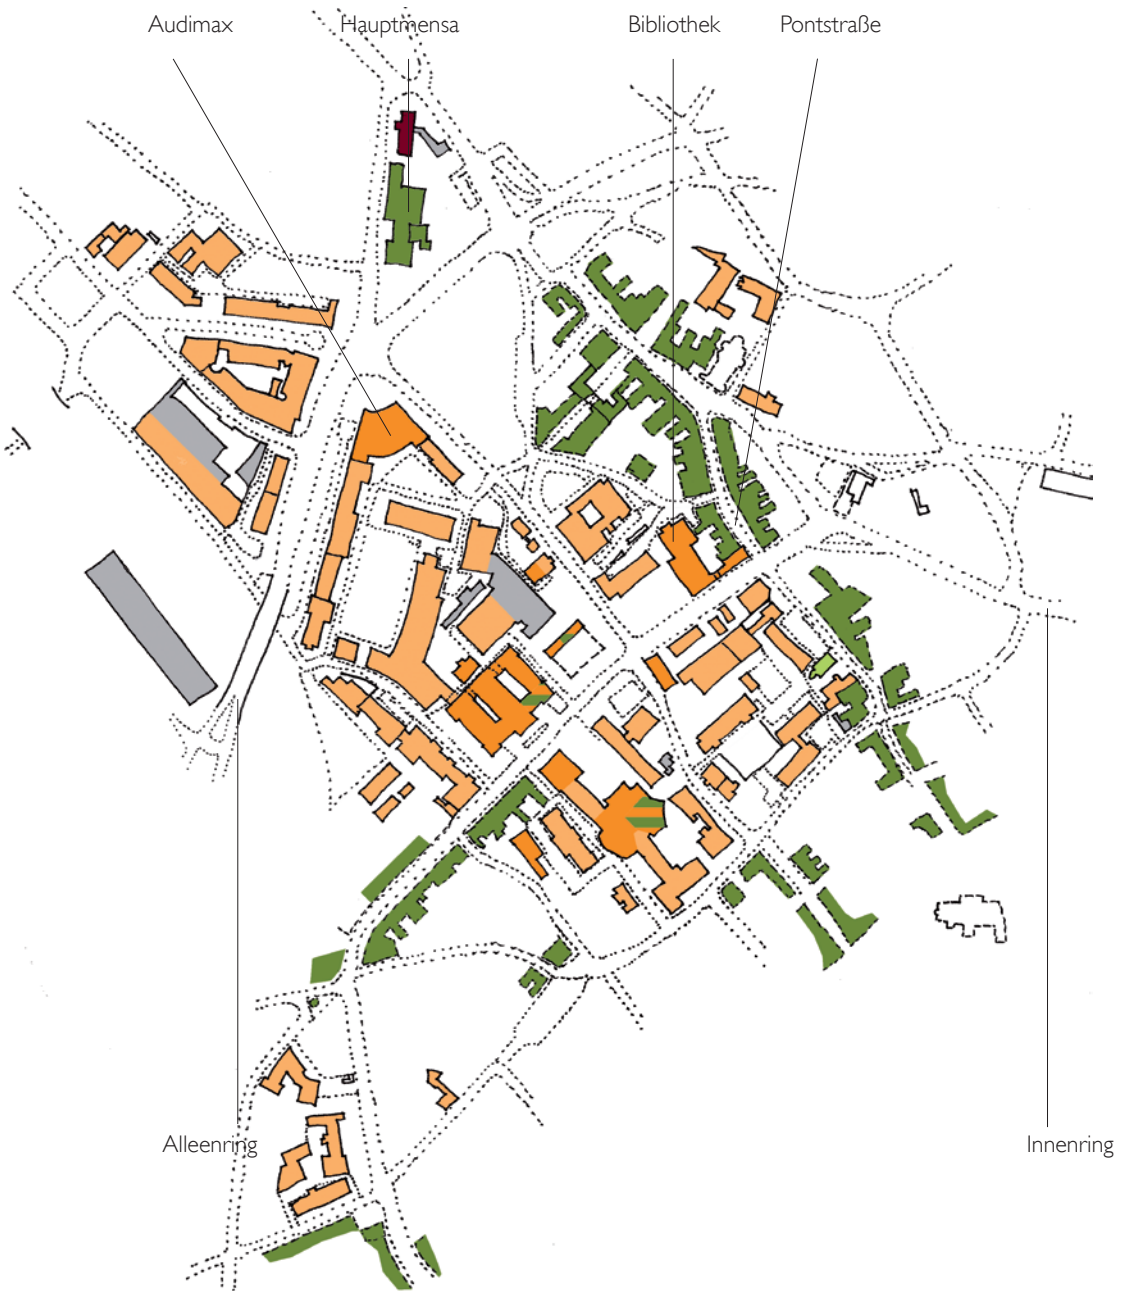 Audimax
Hauptmensa
Bibliothek
Pontstraße
Alleenring
Innenring